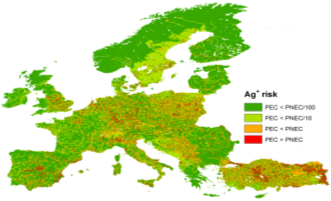 Ag⁺ risk
PEC < PNEC/100
PEC < PNEC/10
PEC < PNEC
PEC > PNEC